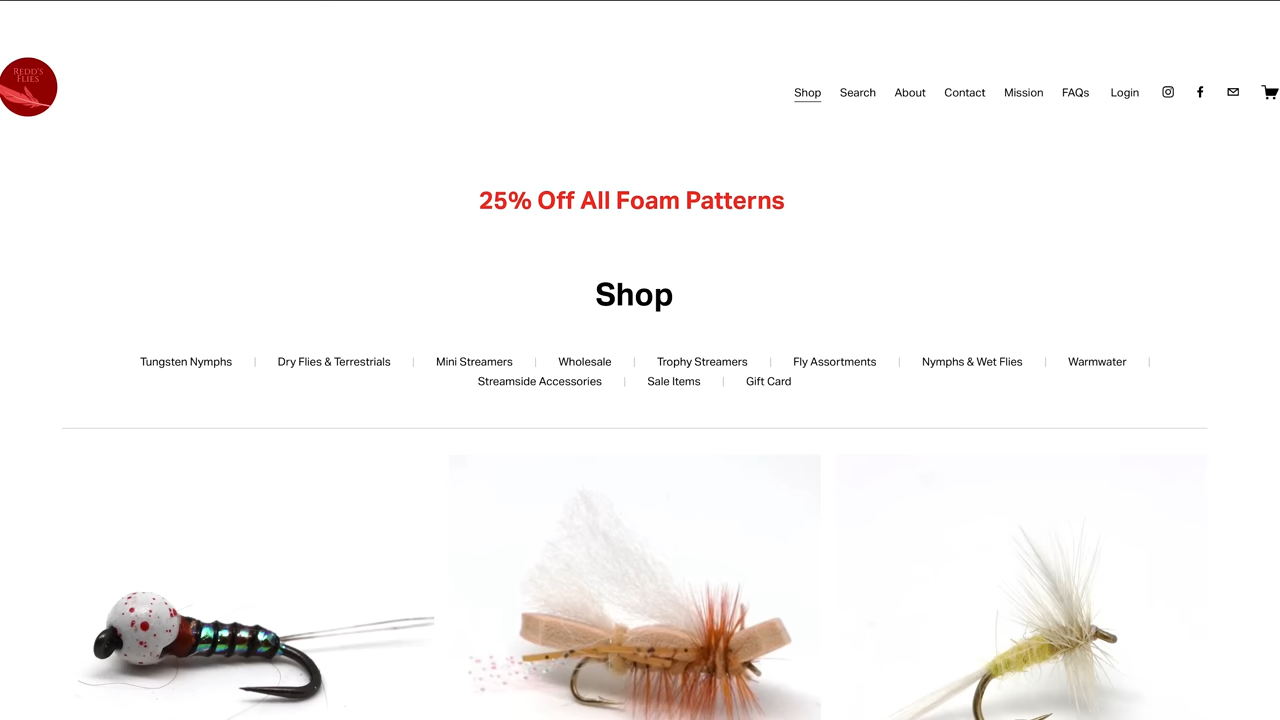 REDD'S
FLIES
Shop Search About Contact Mission FAQs Login
25% Off All Foam Patterns
Shop
Tungsten Nymphs | Dry Flies & Terrestrials | Mini Streamers | Wholesale | Trophy Streamers | Fly Assortments | Nymphs & Wet Flies | Warmwater |
Streamside Accessories | Sale Items | Gift Card